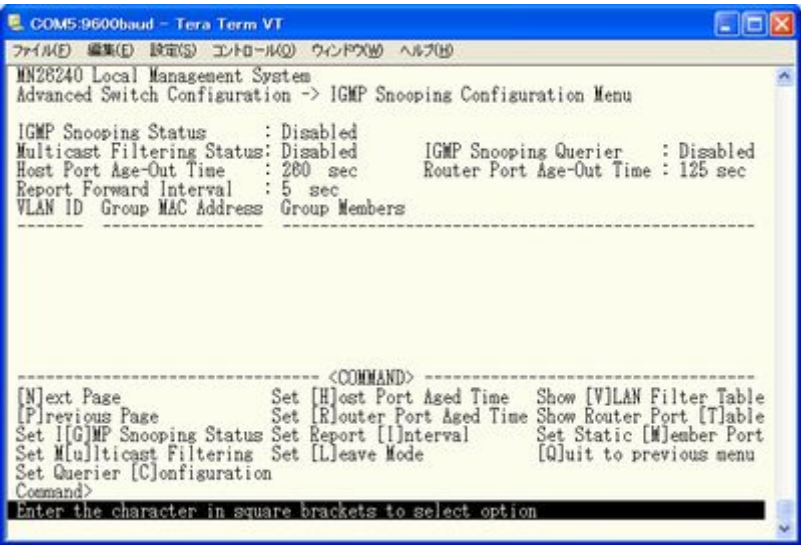 COM5:9600baud - Tera Term VT
ファイル(F) 編集(E) 設定(S) コントロール(O) ウィンドウ(W) ヘルプ(H)
MN26240 Local Management System
Advanced Switch Configuration -> IGMP Snooping Configuration Menu
IGMP Snooping Status : Disabled
Multicast Filtering Status: Disabled IGMP Snooping Querier : Disabled
Host Port Age-Out Time : 260 sec Router Port Age-Out Time : 125 sec
Report Forward Interval : 5 sec
VLAN ID Group MAC Address Group Members
------- ----------------- --------------------------------------------------
-------------------------------- <COMMAND> -----------------------------------
[N]ext Page Set [H]ost Port Aged Time Show [V]LAN Filter Table
[P]revious Page Set [R]outer Port Aged Time Show Router Port [T]able
Set I[G]MP Snooping Status Set Report [I]nterval Set Static [M]ember Port
Set M[u]llticast Filtering Set [L]eave Mode [Q]uit to previous menu
Set Querier [C]onfiguration
Command>
Enter the character in square brackets to select option